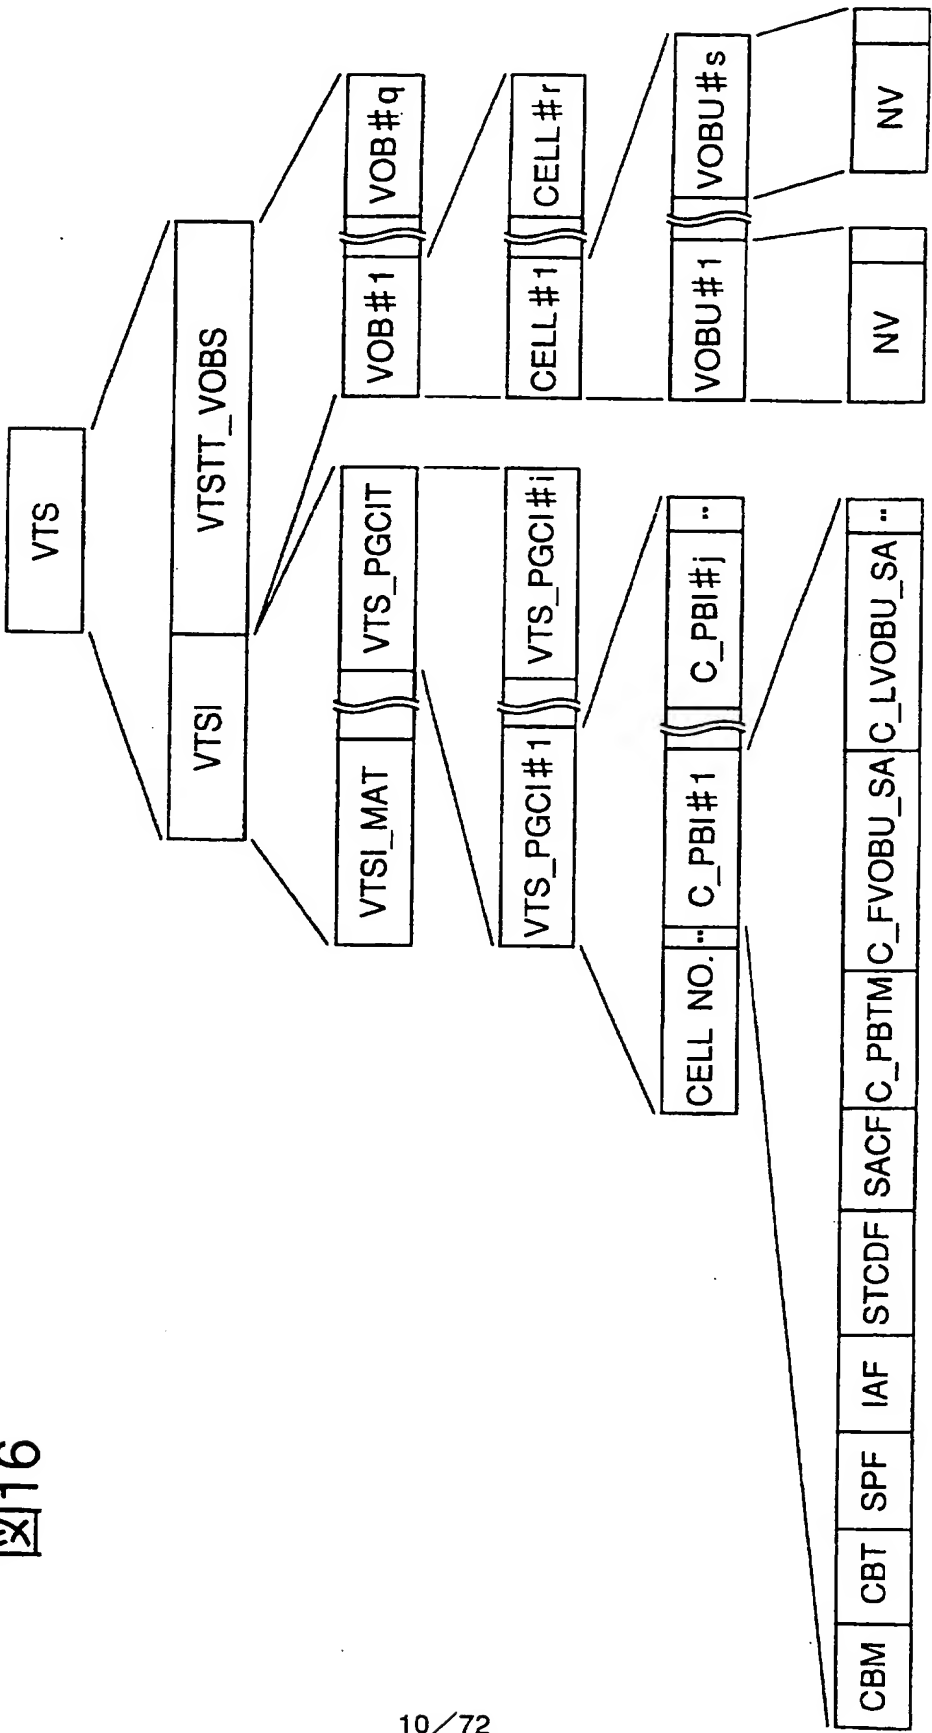 図16
VTS
VTSI VTSTT_VOBS
VTSI_MAT VTS_PGCIT VOB#1 VOB#q
VTS_PGCI#1 VTS_PGCI#i CELL#1 CELL#r
CELL NO. ‥ C_PBI#1 C_PBI#j ‥ VOBU#1 VOBU#s
CBM CBT SPF IAF STCDF SACF C_PBTM C_FVOBU_SA C_LVOBU_SA ‥ NV NV
10/72